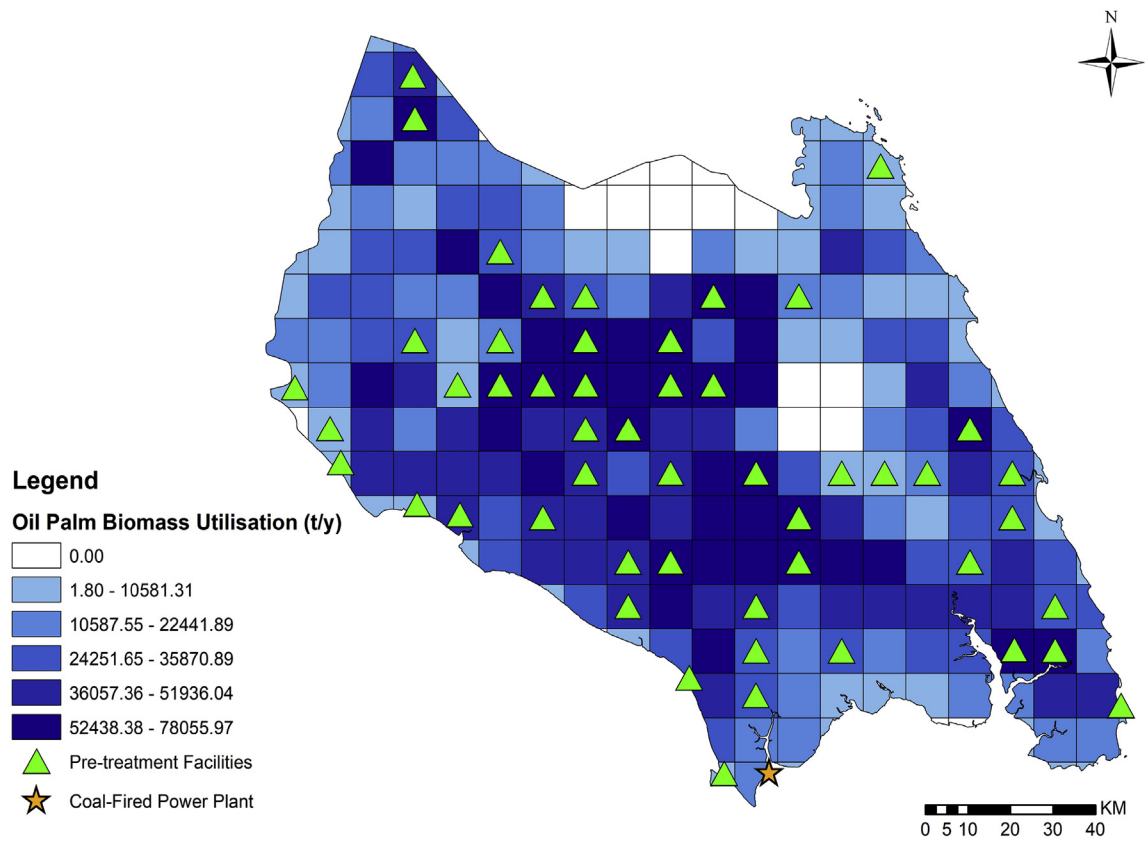 N
Legend
Oil Palm Biomass Utilisation (t/y)
0.00
1.80 - 10581.31
10587.55 - 22441.89
24251.65 - 35870.89
36057.36 - 51936.04
52438.38 - 78055.97
Pre-treatment Facilities
Coal-Fired Power Plant
KM
0 5 10 20 30 40